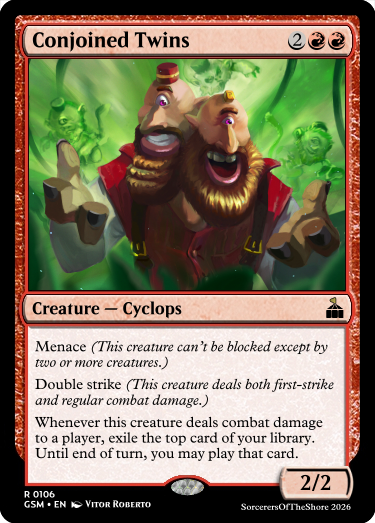 Conjoined Twins 2
Creature — Cyclops
Menace (This creature can't be blocked except by
two or more creatures.)
Double strike (This creature deals both first-strike
and regular combat damage.)
Whenever this creature deals combat damage
to a player, exile the top card of your library.
Until end of turn, you may play that card.
2/2
R 0106
GSM • EN Vitor Roberto
SorcerersOfTheShore 2026